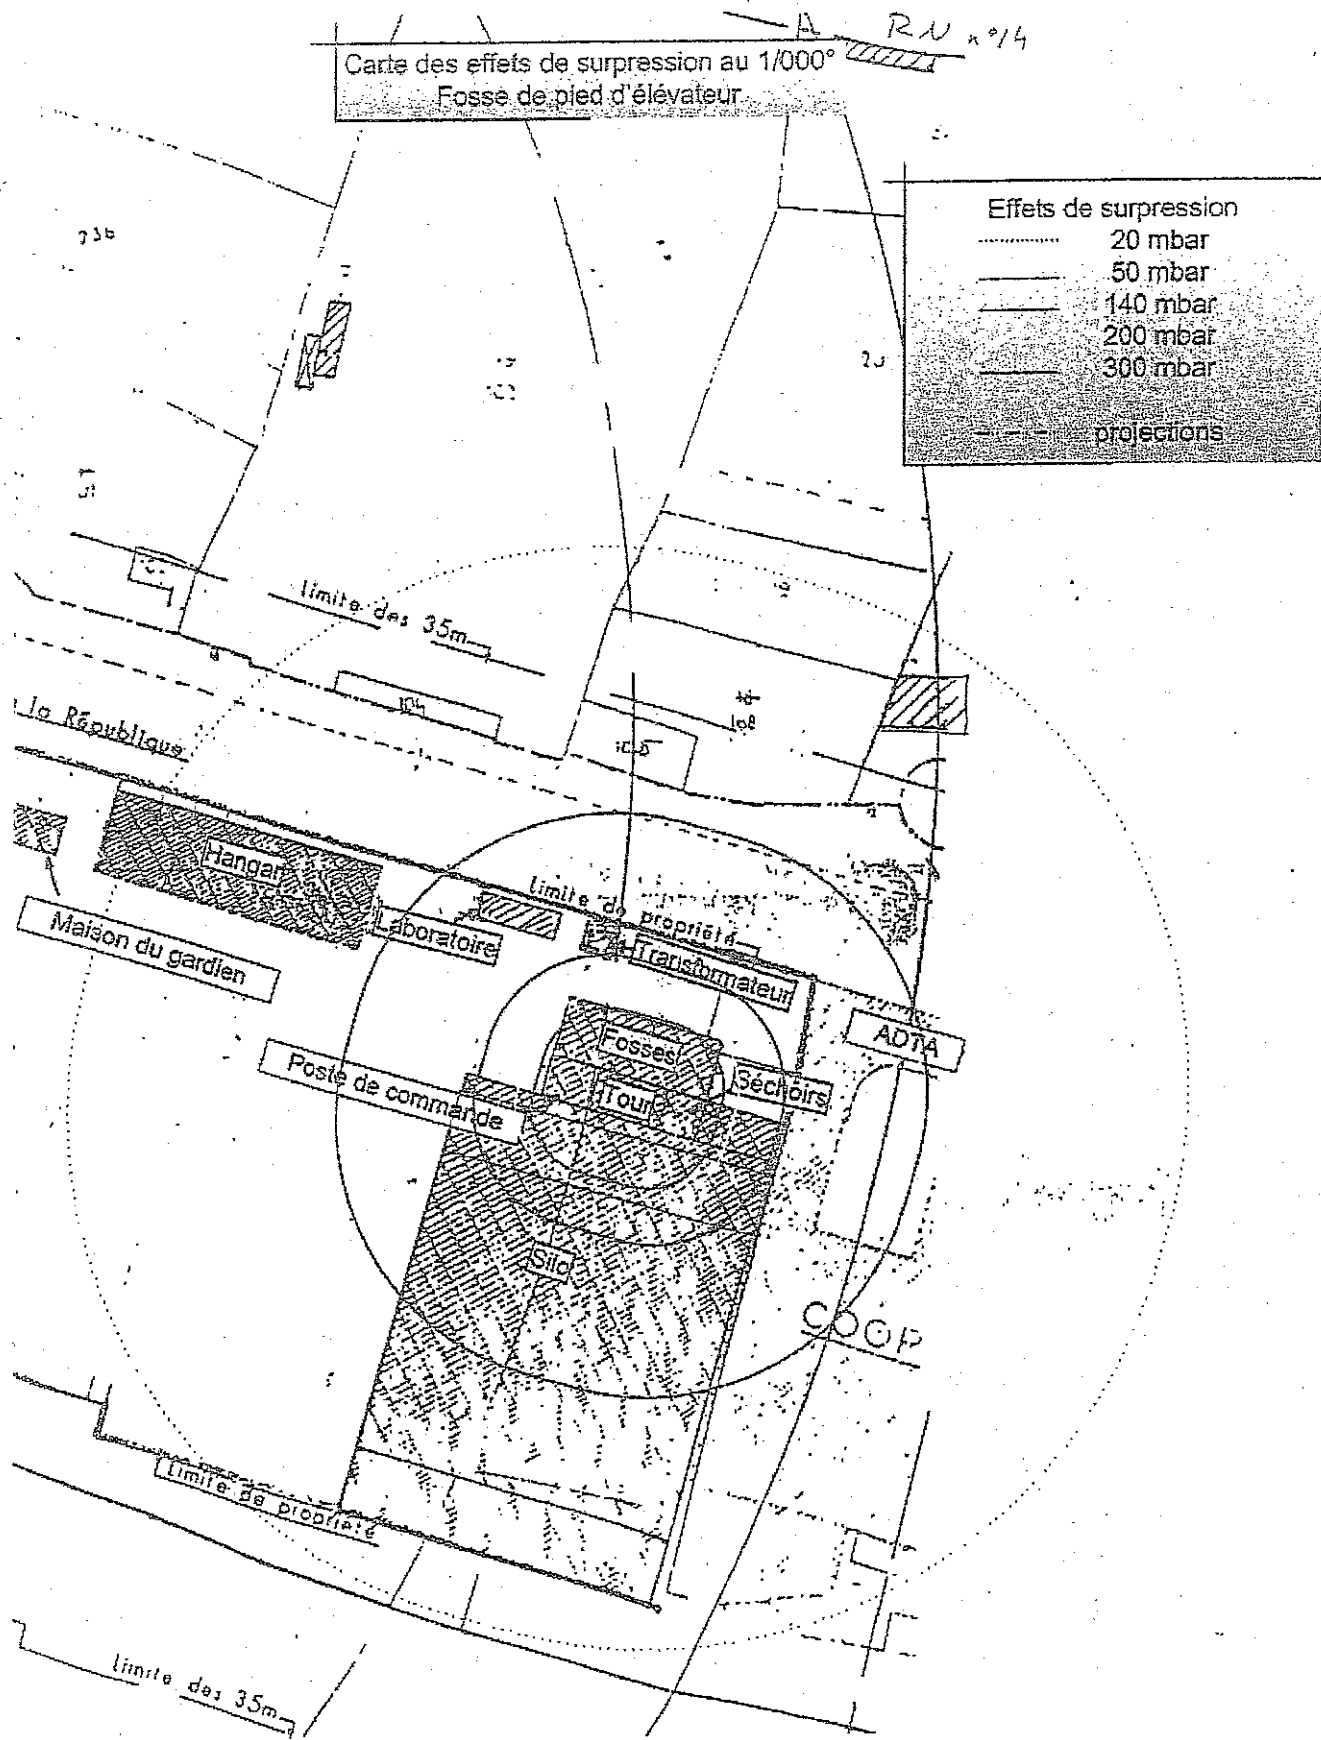 A RN n°14
Carte des effets de surpression au 1/000°
Fosse de pied d'élévateur
Effets de surpression
20 mbar
50 mbar
140 mbar
200 mbar
300 mbar
projections
limite des 35m
la République
Hangar
limite de propriété
Laboratoire
Maison du gardien
Transformateur
Fosses
ADTA
Séchoirs
Poste de commande
Tour
Silo
COOP
limite de propriété
limite des 35m